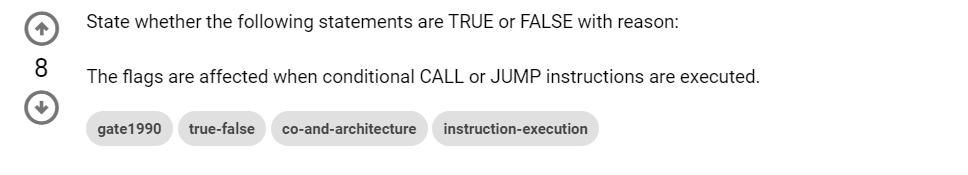 State whether the following statements are TRUE or FALSE with reason:
8
The flags are affected when conditional CALL or JUMP instructions are executed.
gate1990 true-false co-and-architecture instruction-execution